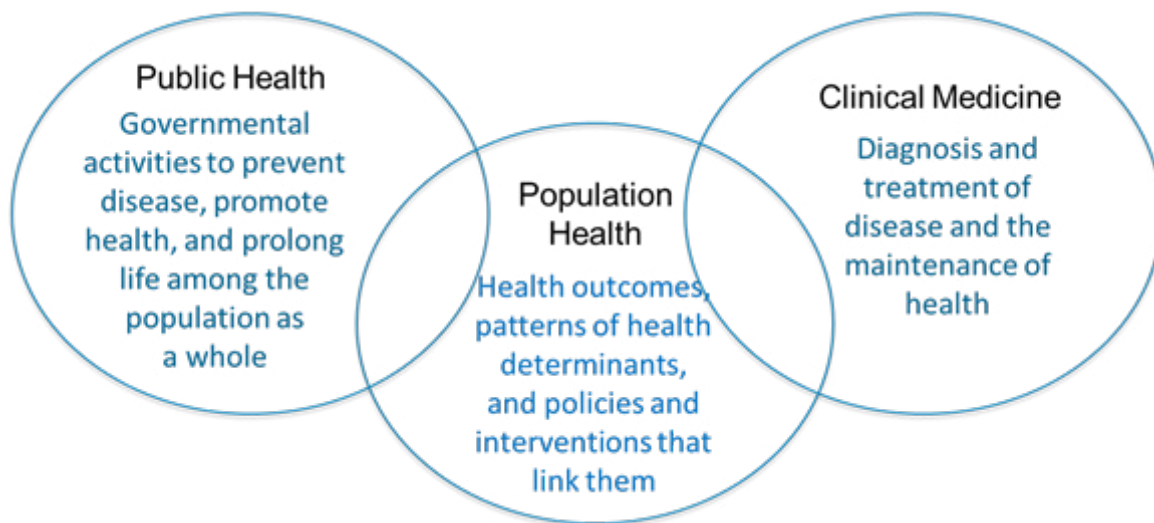 Public Health
Governmental
activities to prevent
disease, promote
health, and prolong
life among the
population as
a whole
Population
Health
Health outcomes,
patterns of health
determinants,
and policies and
interventions that
link them
Clinical Medicine
Diagnosis and
treatment of
disease and the
maintenance of
health